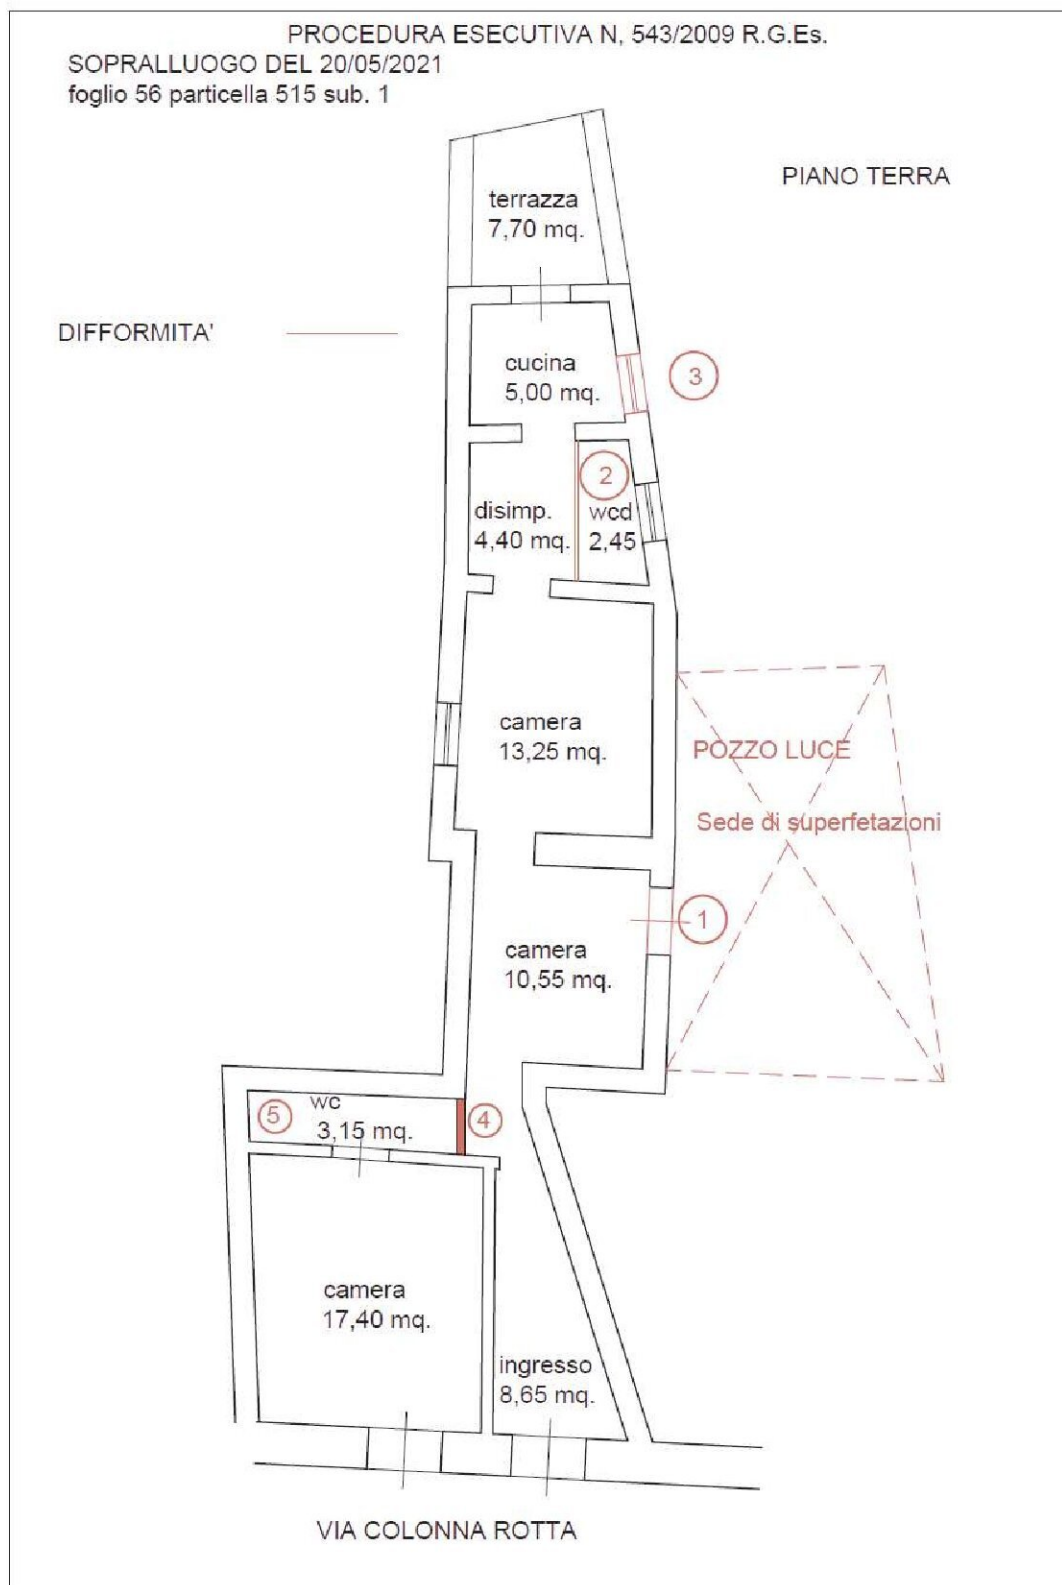 PROCEDURA ESECUTIVA N. 543/2009 R.G.Es.
SOPRALLUOGO DEL 20/05/2021
foglio 56 particella 515 sub. 1
PIANO TERRA
terrazza
7,70 mq.
DIFFORMITA'
cucina
5,00 mq.
3
2
disimp.
4,40 mq.
wcd
2,45
camera
13,25 mq.
POZZO LUCE
Sede di superfetazioni
1
camera
10,55 mq.
5
wc
3,15 mq.
4
camera
17,40 mq.
ingresso
8,65 mq.
VIA COLONNA ROTTA